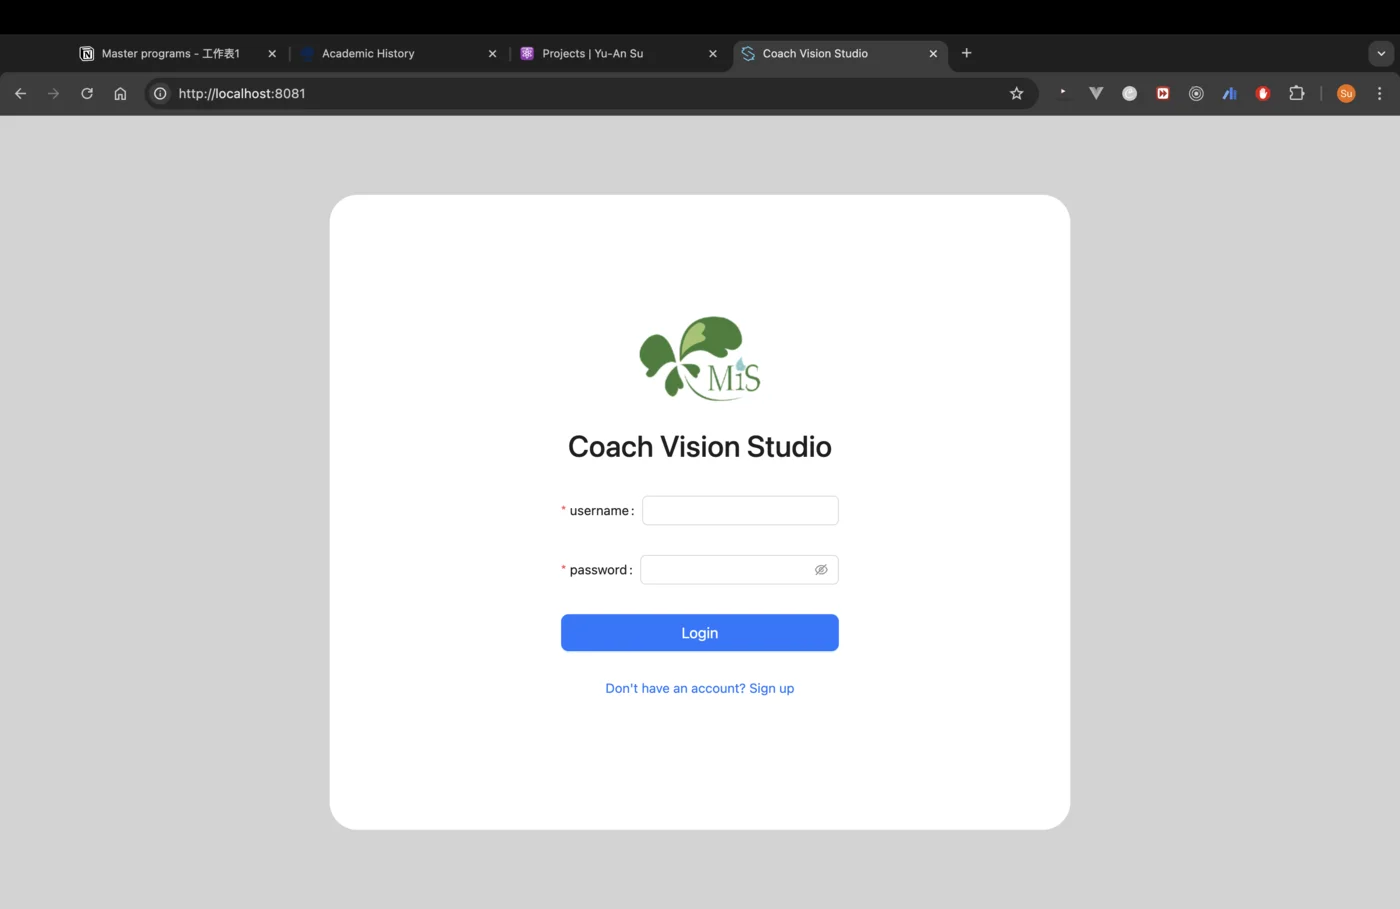 Master programs - 工作表1
Academic History
Projects | Yu-An Su
Coach Vision Studio
http://localhost:8081
Su
MiS
Coach Vision Studio
* username :
* password :
Login
Don't have an account? Sign up